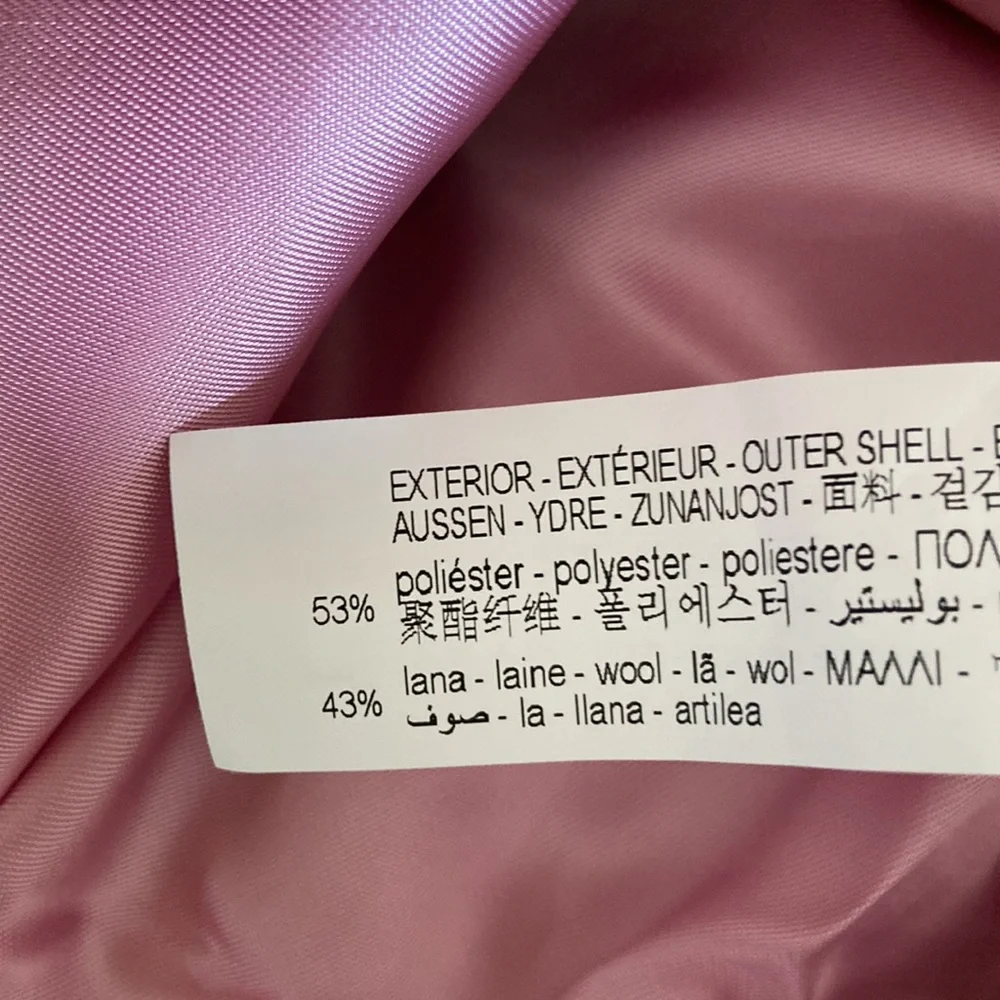 EXTERIOR - EXTÉRIEUR - OUTER SHELL -
AUSSEN - YDRE - ZUNANJOST - 面料 - 겉감
53% poliéster - polyester - poliestere -
聚酯纤维 - 폴리에스터 - بوليستير -
43% lana - laine - wool - lã - wol - ΜΑΛΛΙ -
صوف - la - llana - artilea